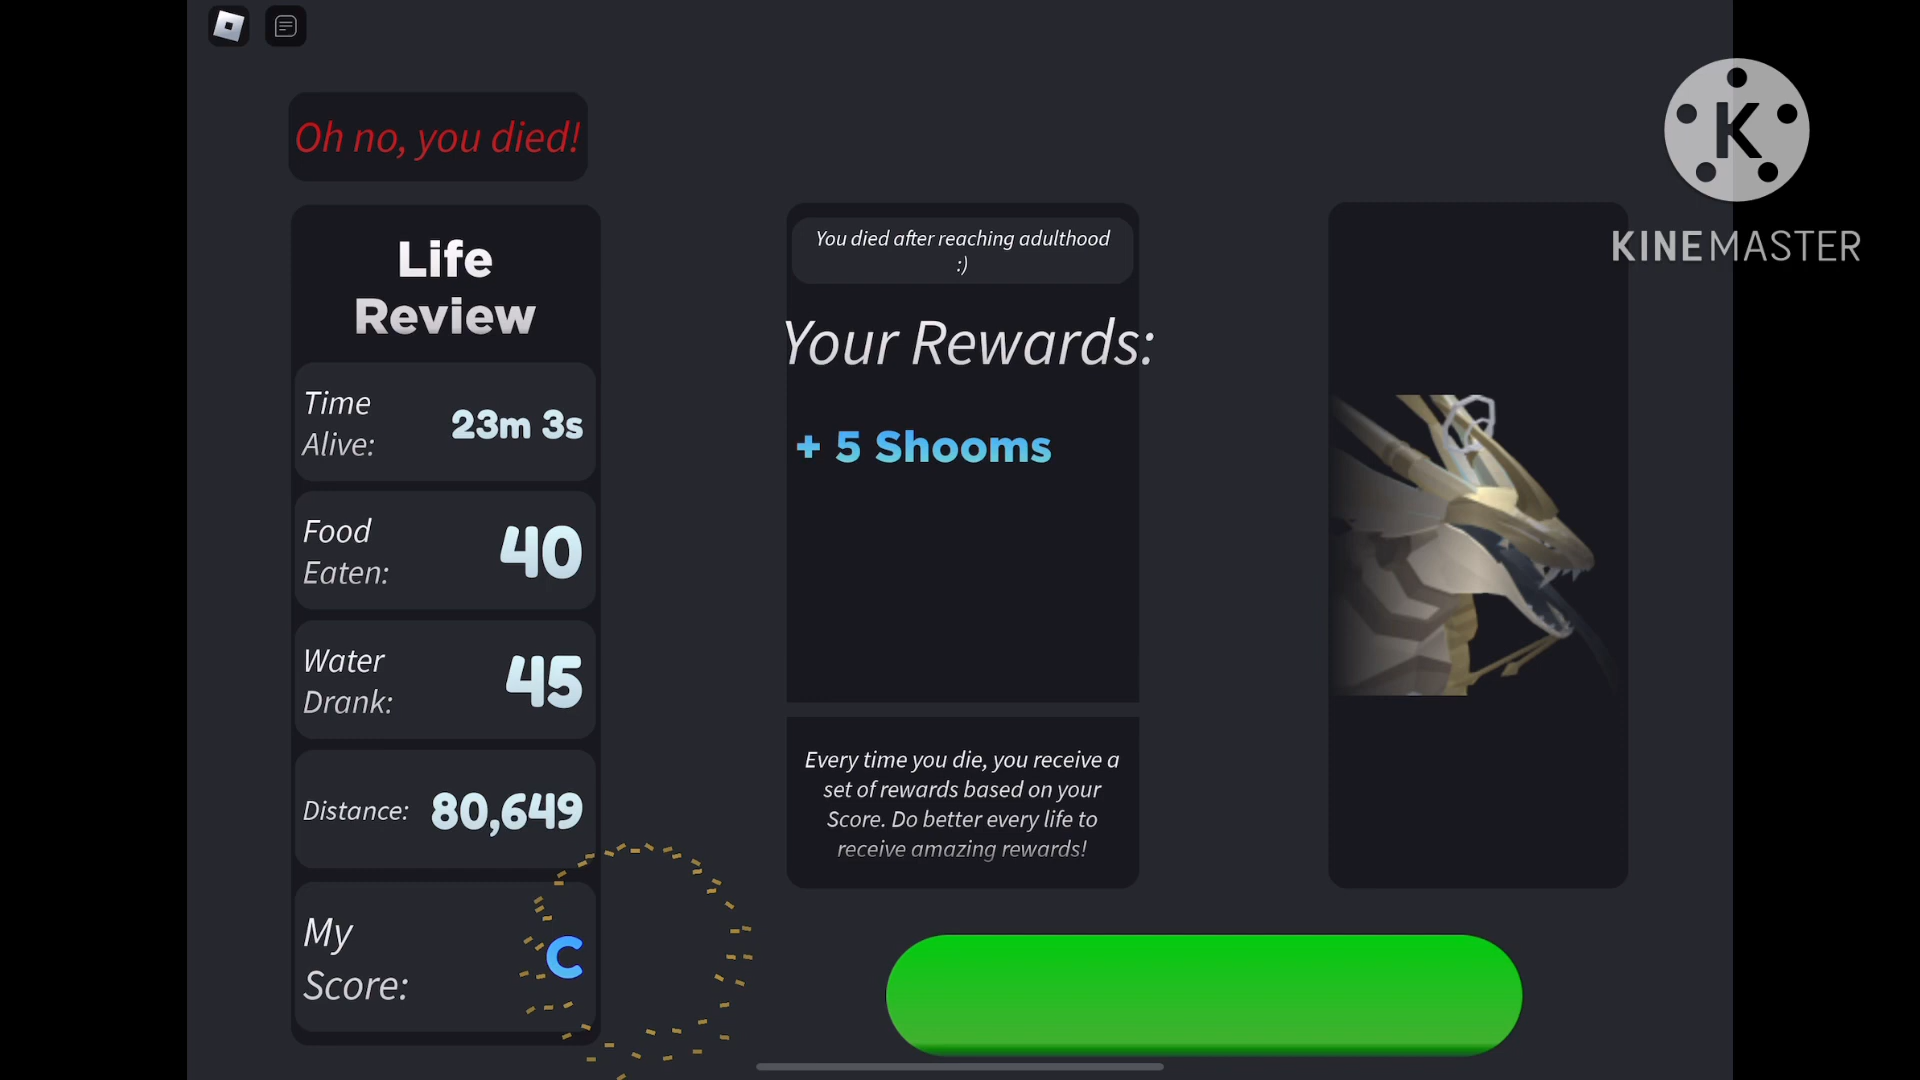 Oh no, you died!
Life
Review
Time
Alive:
23m 3s
Food
Eaten:
40
Water
Drank:
45
Distance:
80,649
My
Score:
C
You died after reaching adulthood
:)
Your Rewards:
+ 5 Shooms
Every time you die, you receive a
set of rewards based on your
Score. Do better every life to
receive amazing rewards!
K
KINEMASTER